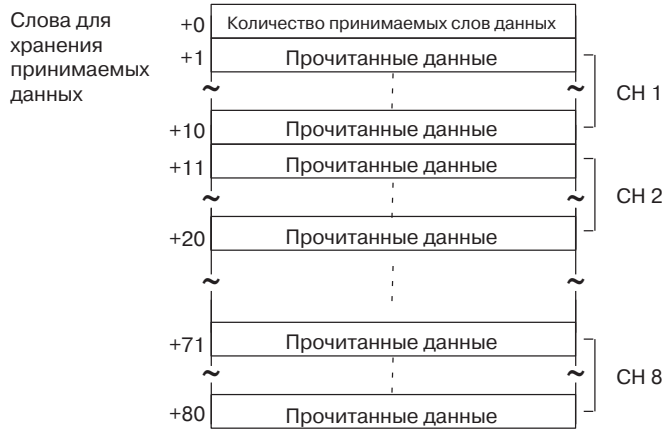 Слова для
хранения
принимаемых
данных
+0 Количество принимаемых слов данных
+1 Прочитанные данные
CH 1
+10 Прочитанные данные
+11 Прочитанные данные
CH 2
+20 Прочитанные данные
+71 Прочитанные данные
CH 8
+80 Прочитанные данные